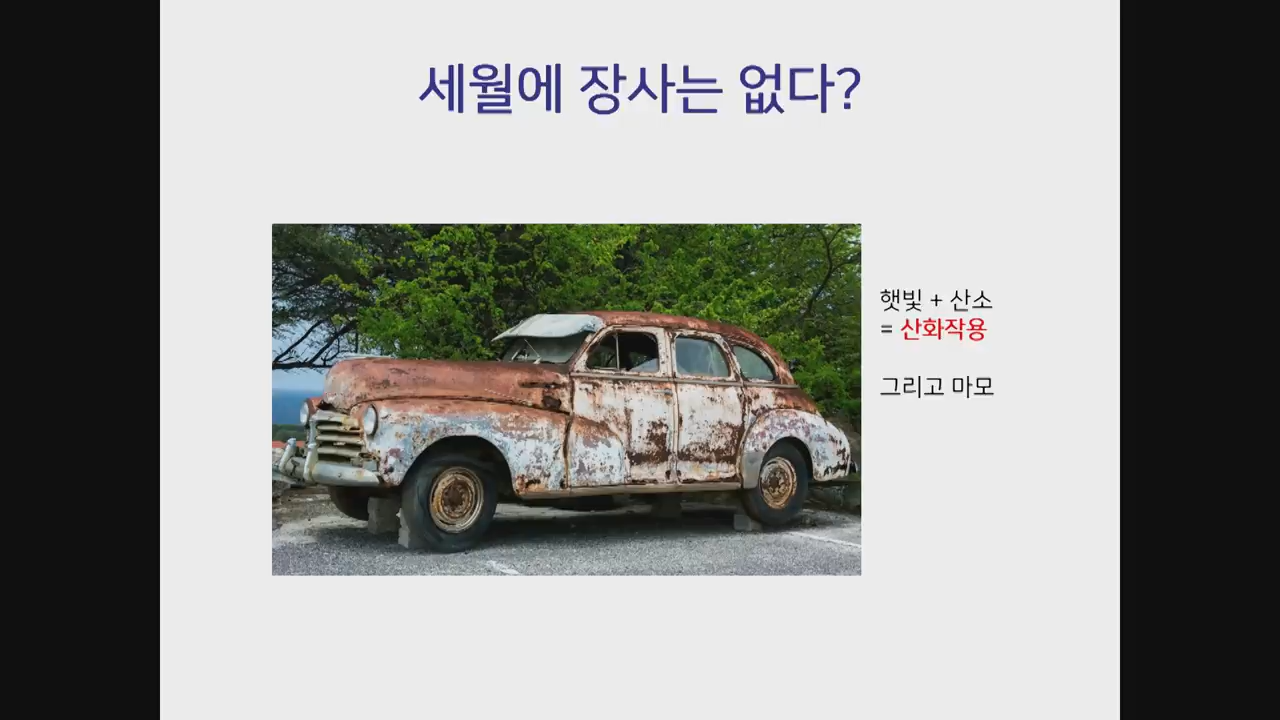 세월에 장사는 없다?
햇빛 + 산소
= 산화작용
그리고 마모